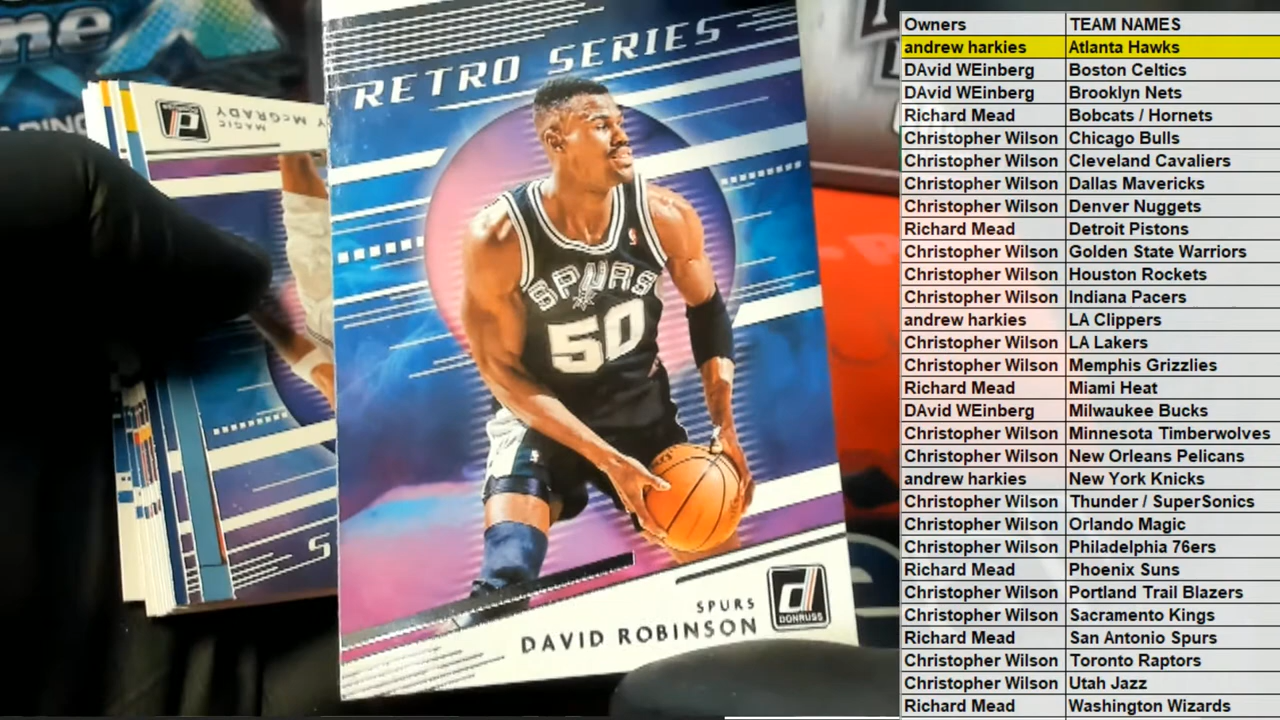 ne
RETRO SERIES
MAGIC
Y McGRADY
SPURS
50
S
SPURS
DAVID ROBINSON
DONRUSS
Owners TEAM NAMES
andrew harkies Atlanta Hawks
DAvid WEinberg Boston Celtics
DAvid WEinberg Brooklyn Nets
Richard Mead Bobcats / Hornets
Christopher Wilson Chicago Bulls
Christopher Wilson Cleveland Cavaliers
Christopher Wilson Dallas Mavericks
Christopher Wilson Denver Nuggets
Richard Mead Detroit Pistons
Christopher Wilson Golden State Warriors
Christopher Wilson Houston Rockets
Christopher Wilson Indiana Pacers
andrew harkies LA Clippers
Christopher Wilson LA Lakers
Christopher Wilson Memphis Grizzlies
Richard Mead Miami Heat
DAvid WEinberg Milwaukee Bucks
Christopher Wilson Minnesota Timberwolves
Christopher Wilson New Orleans Pelicans
andrew harkies New York Knicks
Christopher Wilson Thunder / SuperSonics
Christopher Wilson Orlando Magic
Christopher Wilson Philadelphia 76ers
Richard Mead Phoenix Suns
Christopher Wilson Portland Trail Blazers
Christopher Wilson Sacramento Kings
Richard Mead San Antonio Spurs
Christopher Wilson Toronto Raptors
Christopher Wilson Utah Jazz
Richard Mead Washington Wizards